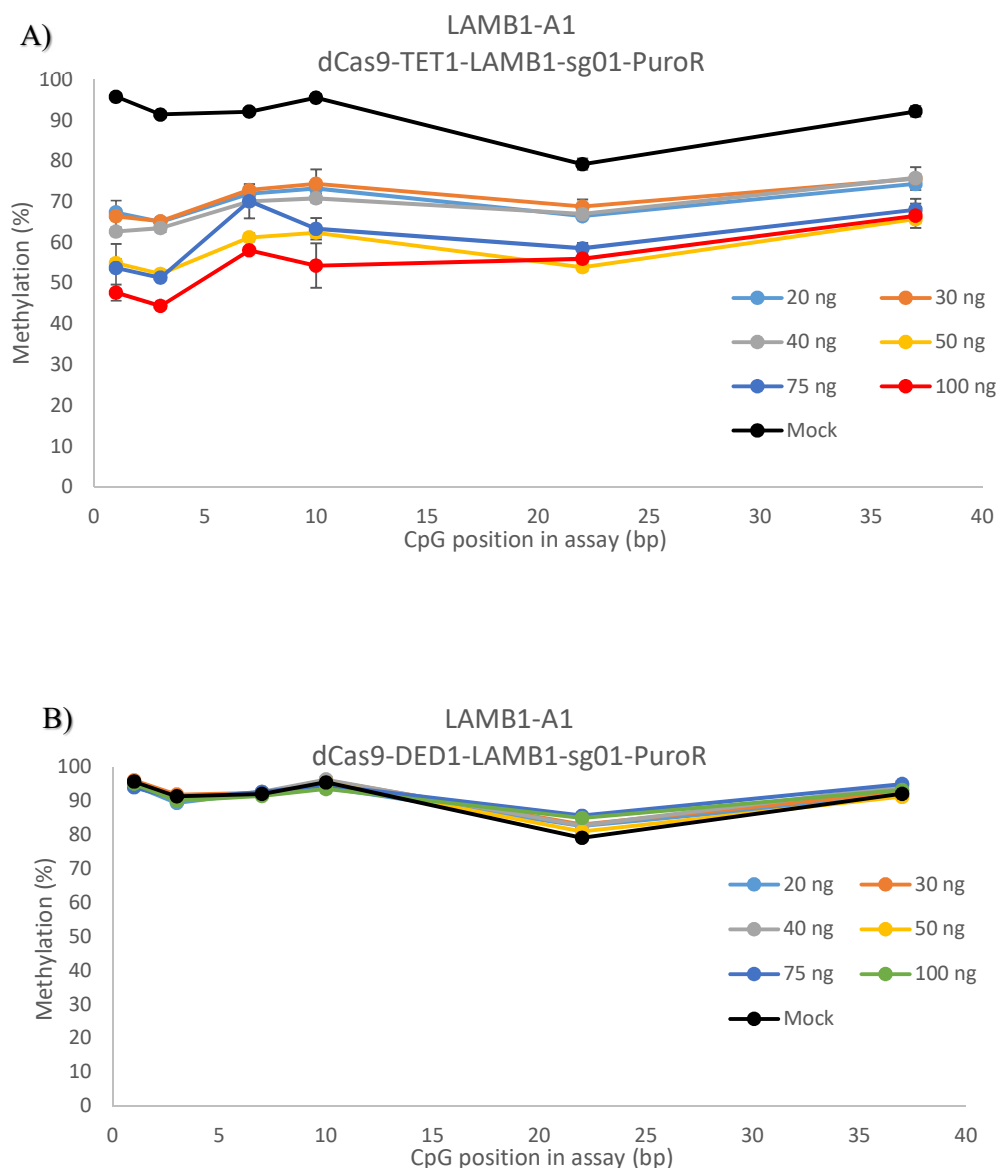 A)
LAMB1-A1
dCas9-TET1-LAMB1-sg01-PuroR
Methylation (%)
100
90
80
70
60
50
40
30
20
10
0
0 5 10 15 20 25 30 35 40
CpG position in assay (bp)
20 ng 30 ng
40 ng 50 ng
75 ng 100 ng
Mock
B)
LAMB1-A1
dCas9-DED1-LAMB1-sg01-PuroR
Methylation (%)
100
90
80
70
60
50
40
30
20
10
0
0 5 10 15 20 25 30 35 40
CpG position in assay (bp)
20 ng 30 ng
40 ng 50 ng
75 ng 100 ng
Mock